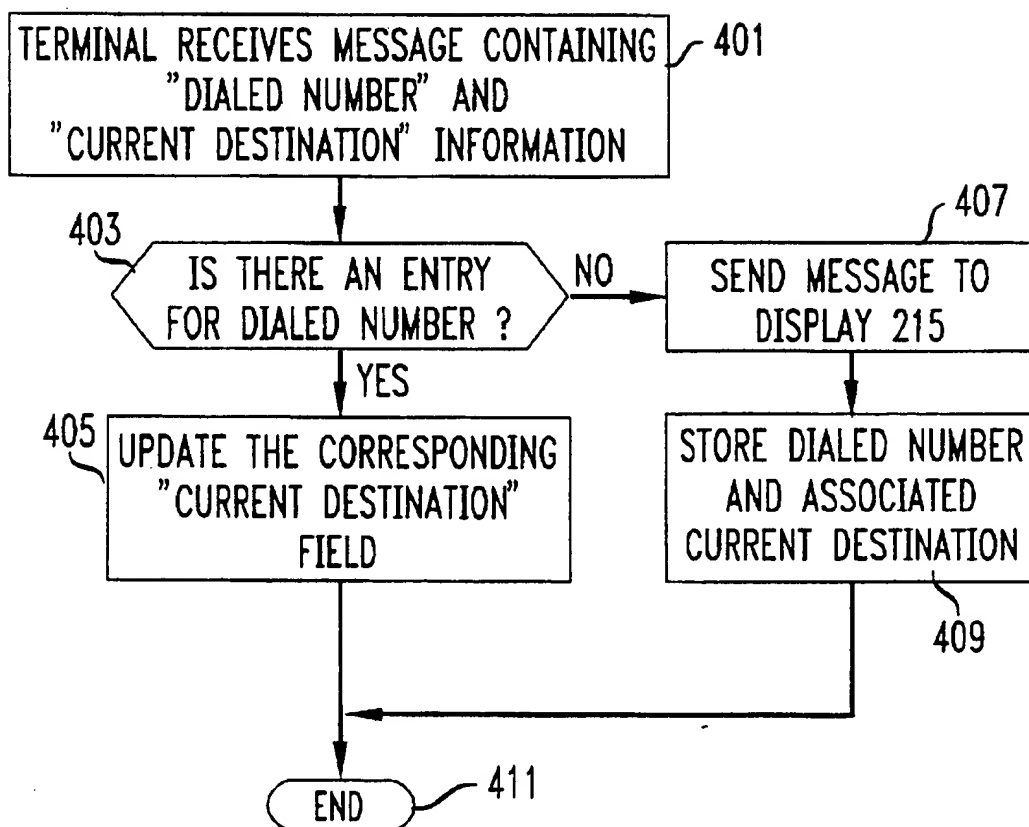 TERMINAL RECEIVES MESSAGE CONTAINING
"DIALED NUMBER" AND
"CURRENT DESTINATION" INFORMATION
401
403
IS THERE AN ENTRY
FOR DIALED NUMBER ?
NO
YES
407
SEND MESSAGE TO
DISPLAY 215
405
UPDATE THE CORRESPONDING
"CURRENT DESTINATION"
FIELD
STORE DIALED NUMBER
AND ASSOCIATED
CURRENT DESTINATION
409
END
411